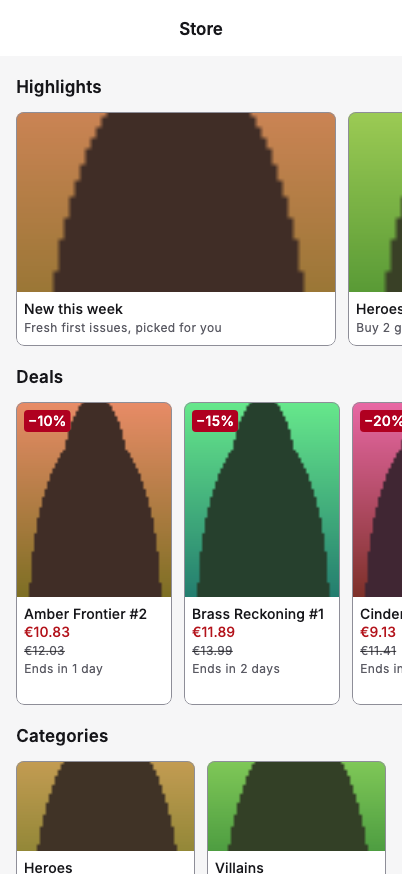 Store
Highlights
New this week
Fresh first issues, picked for you
Heroes
Buy 2 g
Deals
−10%
Amber Frontier #2
€10.83
€12.03
Ends in 1 day
−15%
Brass Reckoning #1
€11.89
€13.99
Ends in 2 days
−20%
Cinder
€9.13
€11.41
Ends in
Categories
Heroes
Villains